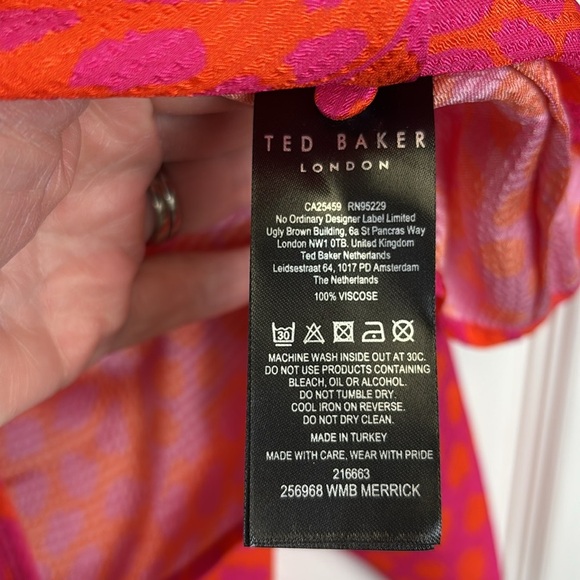 TED BAKER
LONDON
CA25459 RN95229
No Ordinary Designer Label Limited
Ugly Brown Building, 6a St Pancras Way
London NW1 0TB. United Kingdom
Ted Baker Netherlands
Leidsestraat 64, 1017 PD Amsterdam
The Netherlands
100% VISCOSE
30
MACHINE WASH INSIDE OUT AT 30C.
DO NOT USE PRODUCTS CONTAINING
BLEACH, OIL OR ALCOHOL.
DO NOT TUMBLE DRY.
COOL IRON ON REVERSE.
DO NOT DRY CLEAN.
MADE IN TURKEY
MADE WITH CARE, WEAR WITH PRIDE
216663
256968 WMB MERRICK